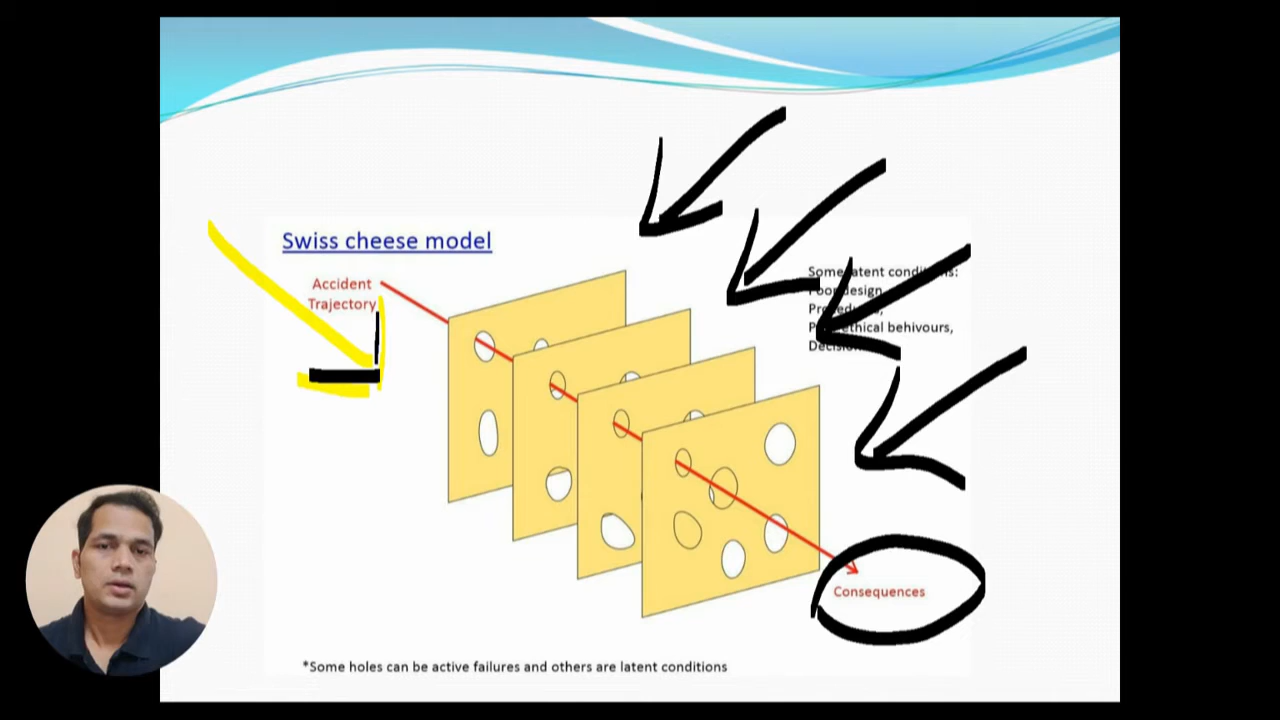 Swiss cheese model
Accident
Trajectory
Some latent conditions:
Poor design,
Procedures,
ethical behivours,
Decisions
Consequences
*Some holes can be active failures and others are latent conditions